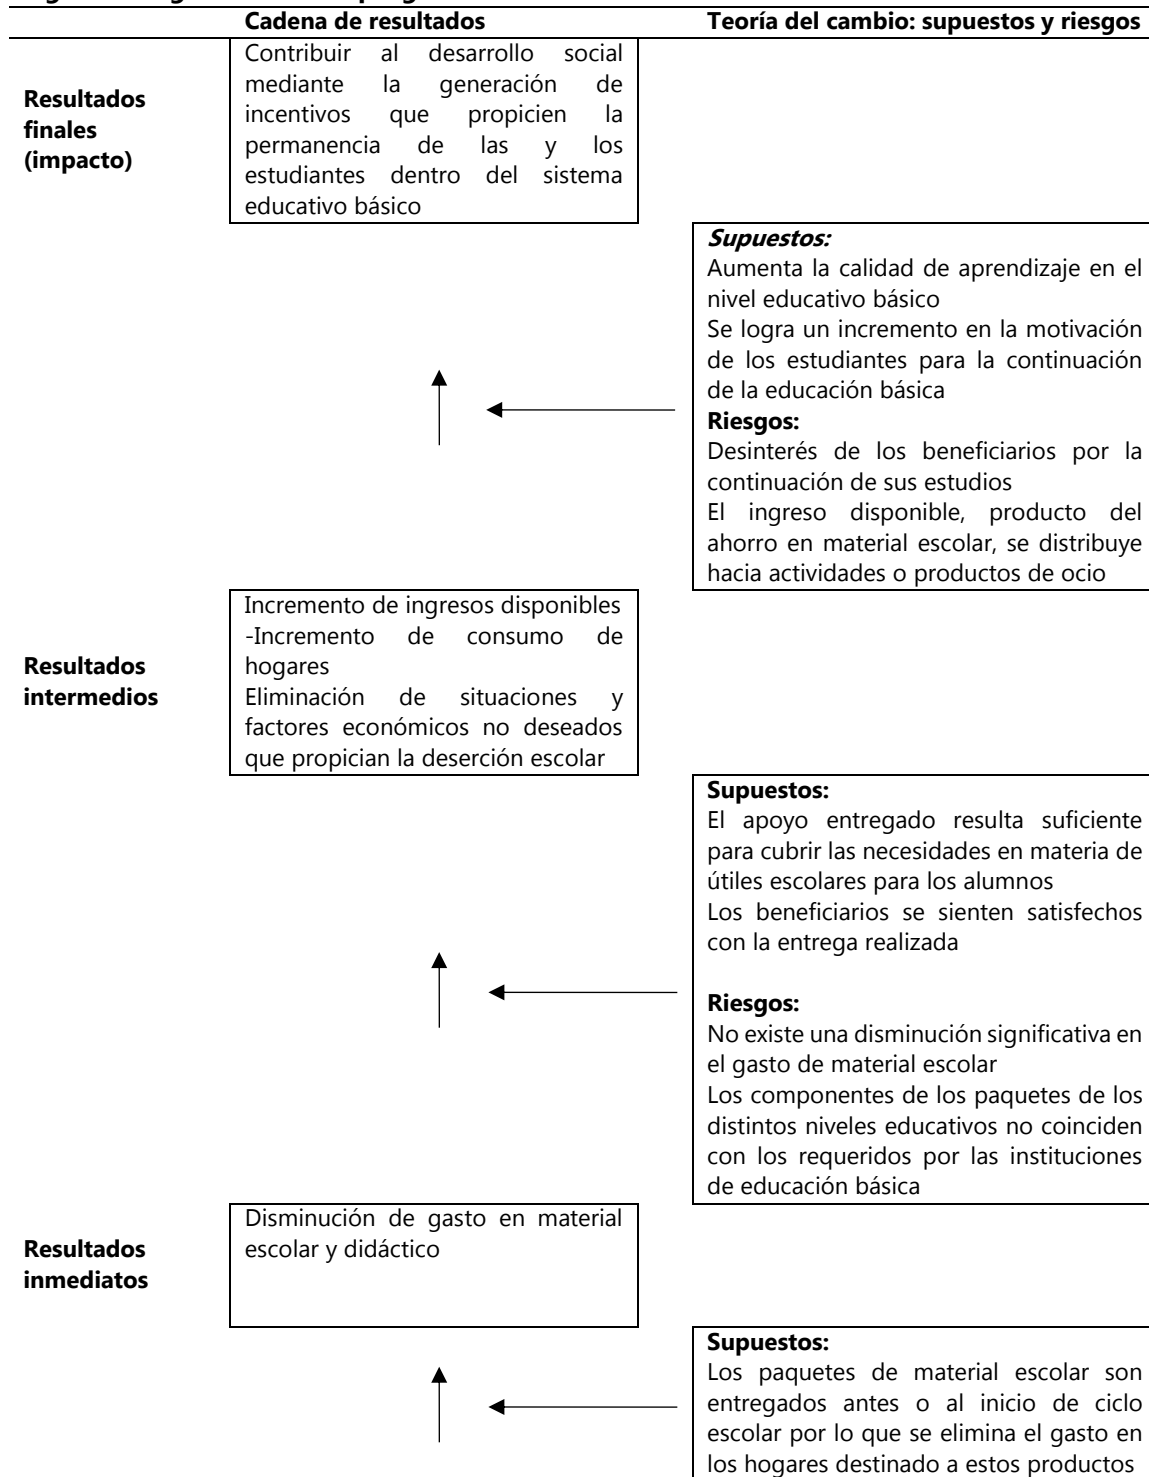 Cadena de resultados
Teoría del cambio: supuestos y riesgos
Resultados
finales
(impacto)
Contribuir al desarrollo social
mediante la generación de
incentivos que propicien la
permanencia de las y los
estudiantes dentro del sistema
educativo básico
Supuestos:
Aumenta la calidad de aprendizaje en el
nivel educativo básico
Se logra un incremento en la motivación
de los estudiantes para la continuación
de la educación básica
Riesgos:
Desinterés de los beneficiarios por la
continuación de sus estudios
El ingreso disponible, producto del
ahorro en material escolar, se distribuye
hacia actividades o productos de ocio
Resultados
intermedios
Incremento de ingresos disponibles
-Incremento de consumo de
hogares
Eliminación de situaciones y
factores económicos no deseados
que propician la deserción escolar
Supuestos:
El apoyo entregado resulta suficiente
para cubrir las necesidades en materia de
útiles escolares para los alumnos
Los beneficiarios se sienten satisfechos
con la entrega realizada
Riesgos:
No existe una disminución significativa en
el gasto de material escolar
Los componentes de los paquetes de los
distintos niveles educativos no coinciden
con los requeridos por las instituciones
de educación básica
Resultados
inmediatos
Disminución de gasto en material
escolar y didáctico
Supuestos:
Los paquetes de material escolar son
entregados antes o al inicio de ciclo
escolar por lo que se elimina el gasto en
los hogares destinado a estos productos